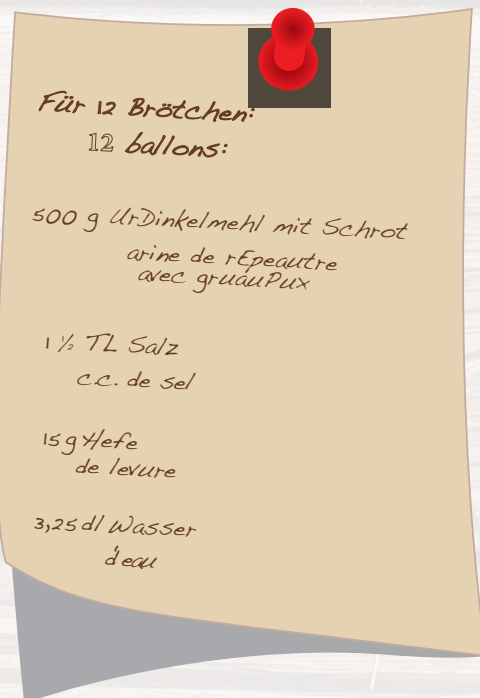 Für 12 Brötchen:
12 ballons:
500 g UrDinkelmehl mit Schrot
arine de rEpeautre
avec gruauPux
1 ½ TL Salz
c.c. de sel
15g Hefe
de levure
3,25 dl Wasser
d'eau